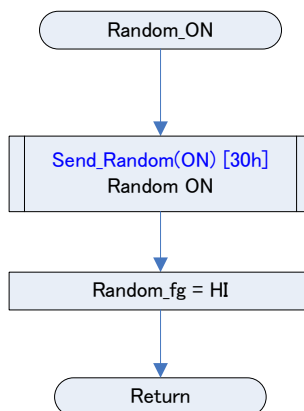 Random_ON
Send_Random(ON) [30h]
Random ON
Random_fg = HI
Return